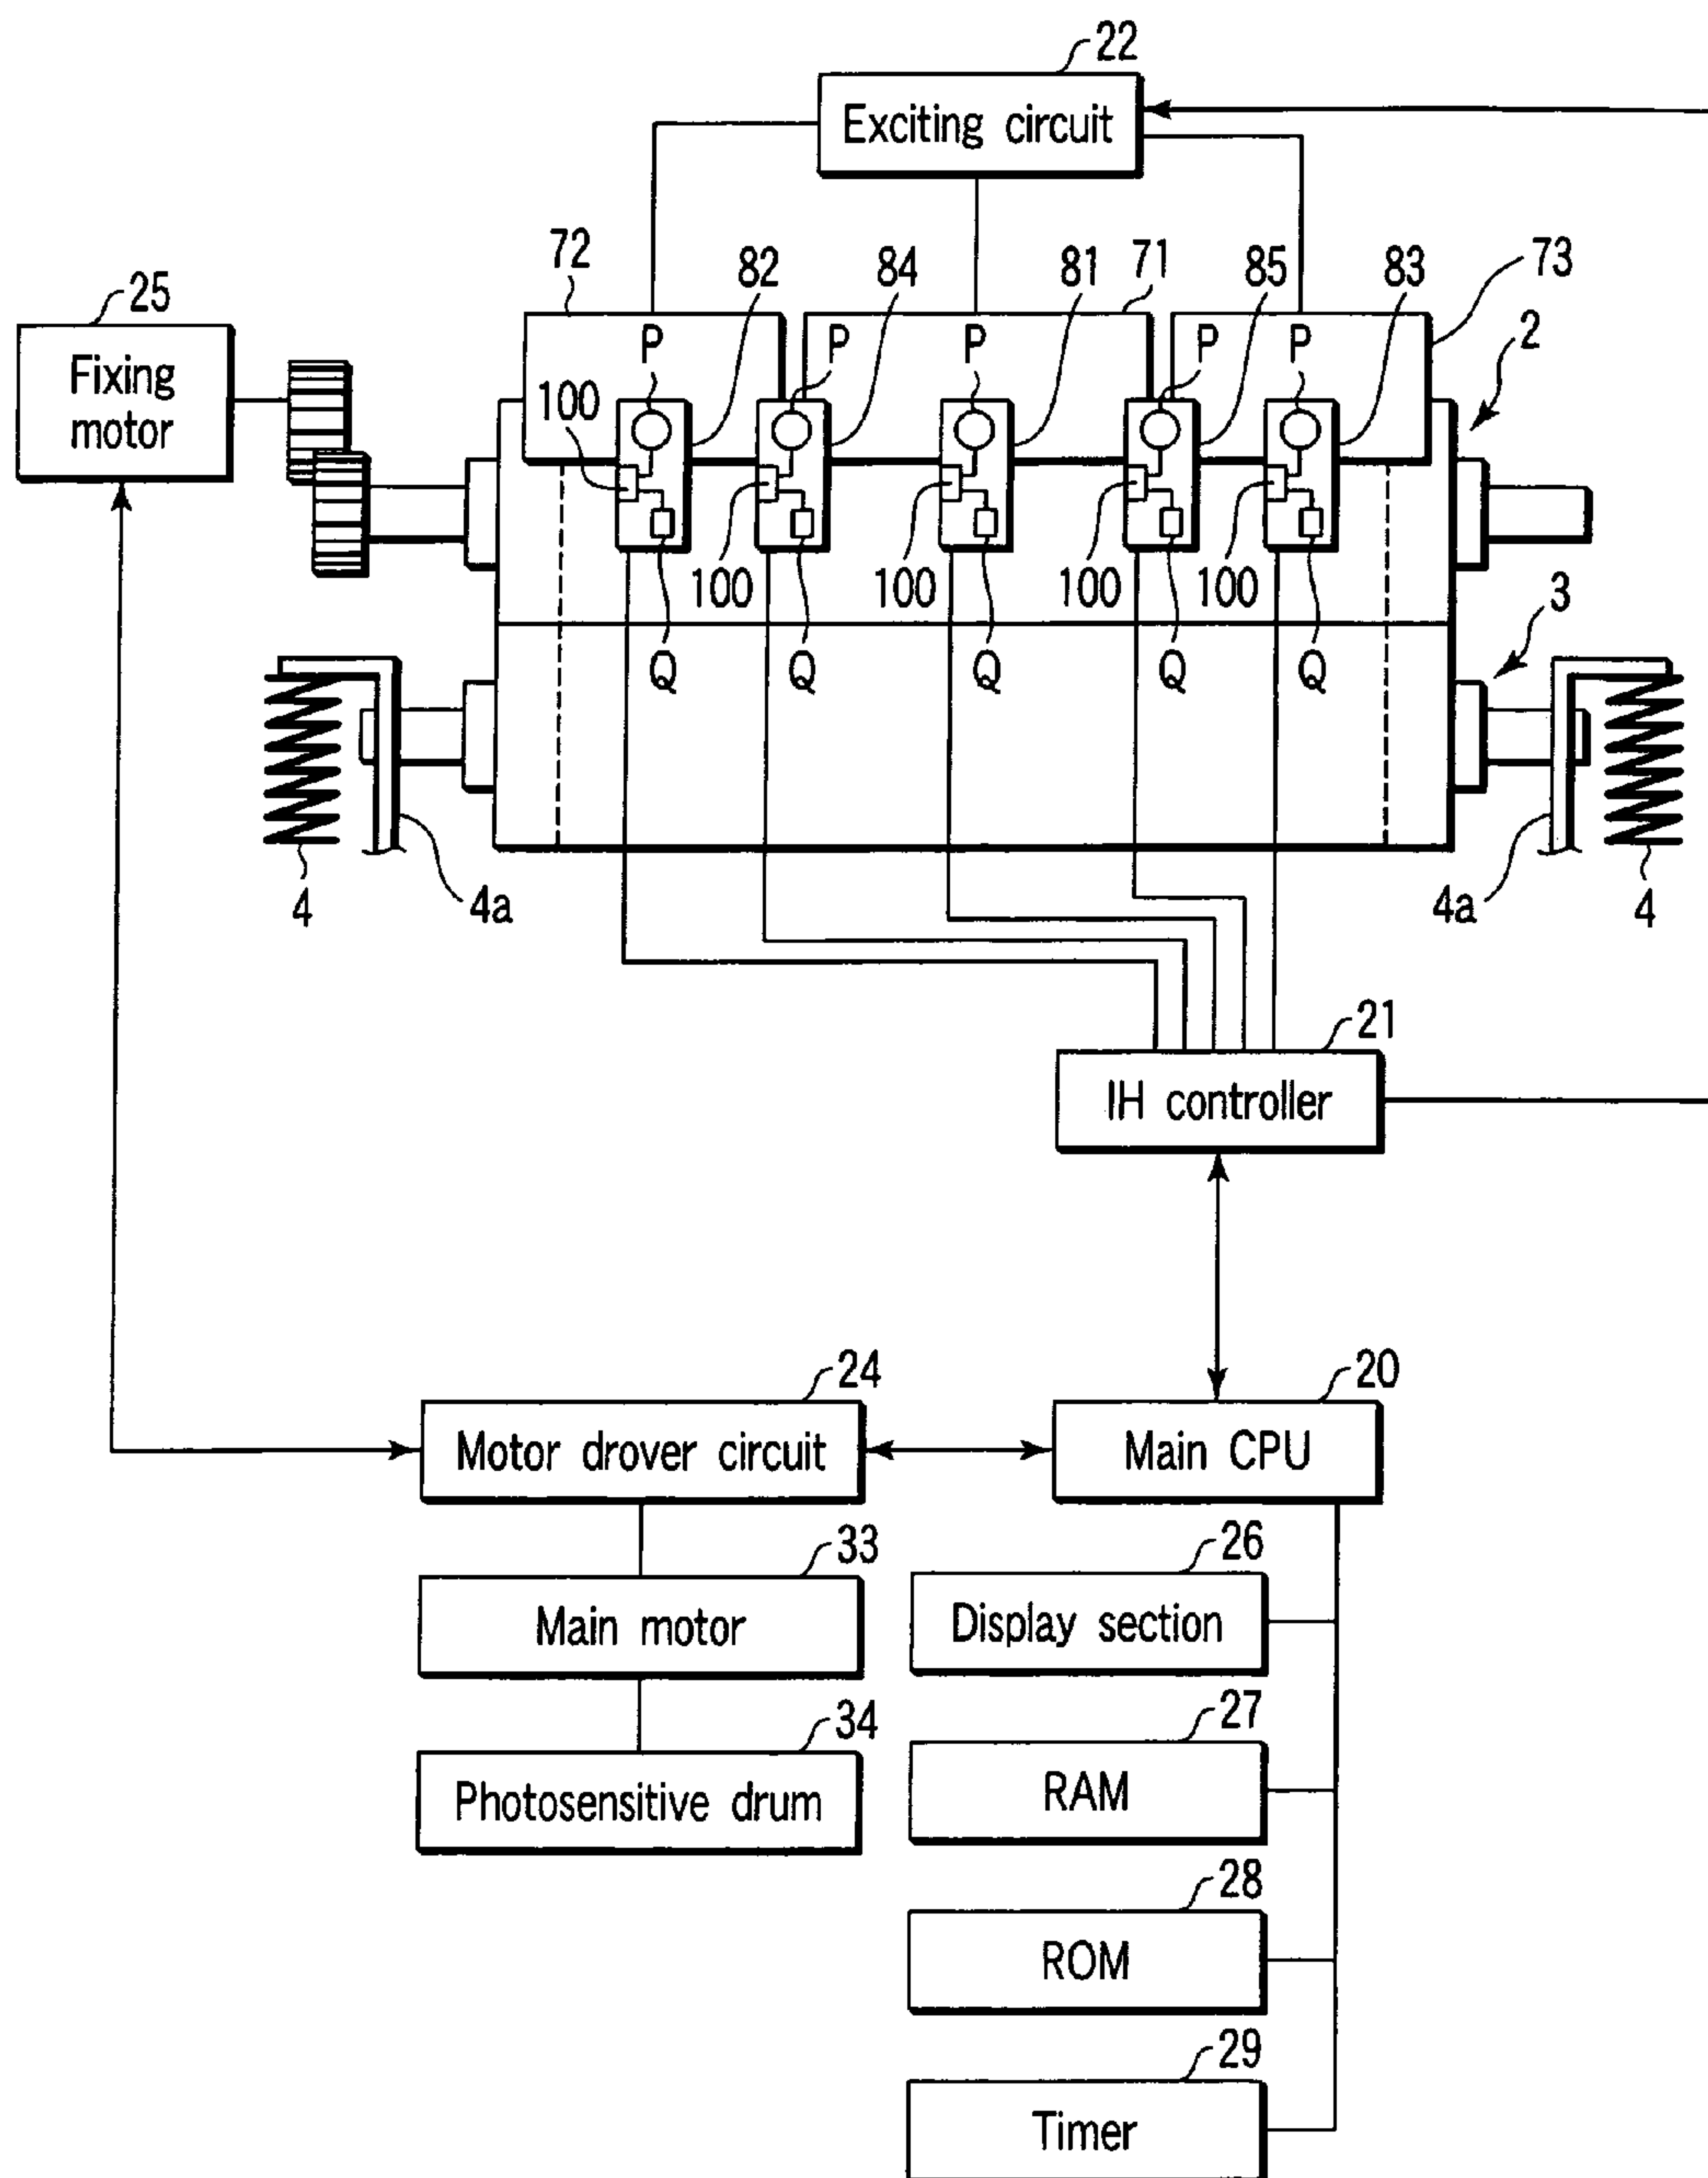 22
Exciting circuit
72
82
84
81
71
85
83
73
25
2
Fixing
motor
P
P
P
P
P
100
100
100
100
100
3
Q
Q
Q
Q
Q
4
4a
4a
4
21
IH controller
24
20
Motor drover circuit
Main CPU
33
26
Main motor
Display section
34
27
Photosensitive drum
RAM
28
ROM
29
Timer